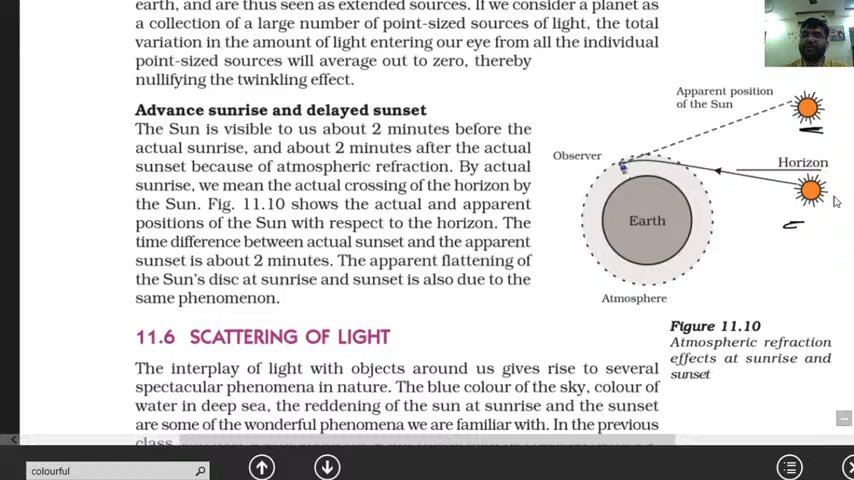 earth, and are thus seen as extended sources. If we consider a planet as
a collection of a large number of point-sized sources of light, the total
variation in the amount of light entering our eye from all the individual
point-sized sources will average out to zero, thereby
nullifying the twinkling effect.
Advance sunrise and delayed sunset
The Sun is visible to us about 2 minutes before the
actual sunrise, and about 2 minutes after the actual
sunset because of atmospheric refraction. By actual
sunrise, we mean the actual crossing of the horizon by
the Sun. Fig. 11.10 shows the actual and apparent
positions of the Sun with respect to the horizon. The
time difference between actual sunset and the apparent
sunset is about 2 minutes. The apparent flattening of
the Sun's disc at sunrise and sunset is also due to the
same phenomenon.
Apparent position
of the Sun
Observer
Horizon
Earth
Atmosphere
Figure 11.10
Atmospheric refraction
effects at sunrise and
sunset
11.6 SCATTERING OF LIGHT
The interplay of light with objects around us gives rise to several
spectacular phenomena in nature. The blue colour of the sky, colour of
water in deep sea, the reddening of the sun at sunrise and the sunset
are some of the wonderful phenomena we are familiar with. In the previous
class,
colourful